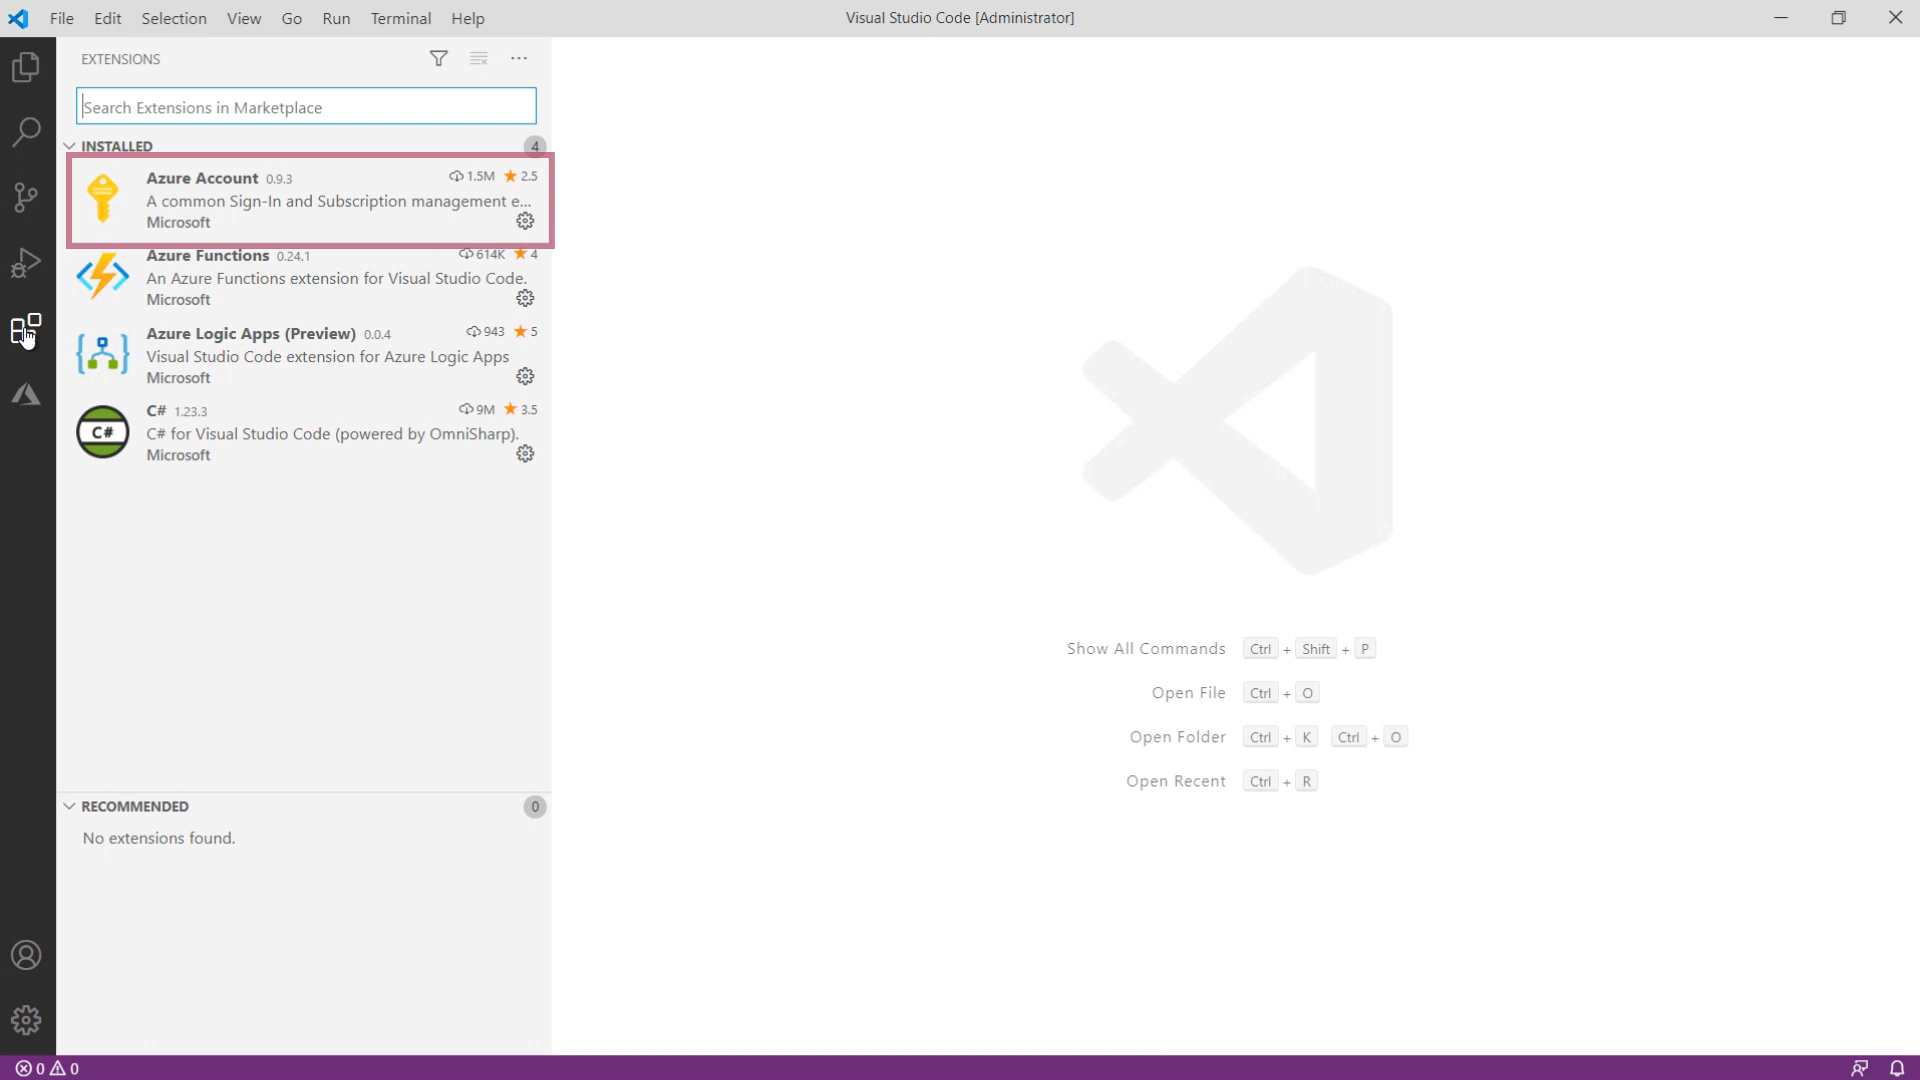 File Edit Selection View Go Run Terminal Help
Visual Studio Code [Administrator]
EXTENSIONS
Search Extensions in Marketplace
INSTALLED 4
Azure Account 0.9.3 1.5M 2.5
A common Sign-In and Subscription management e...
Microsoft
Azure Functions 0.24.1 614K 4
An Azure Functions extension for Visual Studio Code.
Microsoft
Azure Logic Apps (Preview) 0.0.4 943 5
Visual Studio Code extension for Azure Logic Apps
Microsoft
C# C# 1.23.3 9M 3.5
C# for Visual Studio Code (powered by OmniSharp).
Microsoft
Show All Commands Ctrl + Shift + P
Open File Ctrl + O
Open Folder Ctrl + K Ctrl + O
Open Recent Ctrl + R
RECOMMENDED 0
No extensions found.
0 0